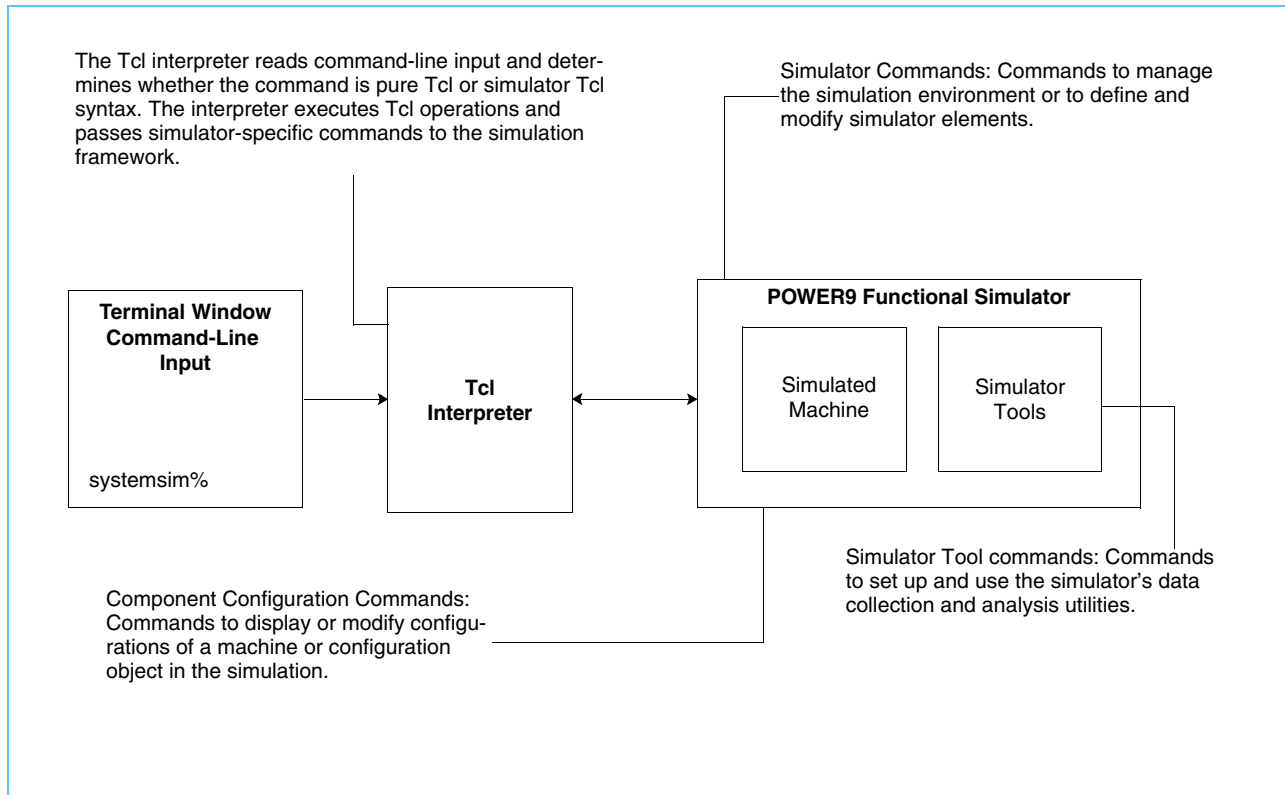 The Tcl interpreter reads command-line input and deter-
mines whether the command is pure Tcl or simulator Tcl
syntax. The interpreter executes Tcl operations and
passes simulator-specific commands to the simulation
framework.
Simulator Commands: Commands to manage
the simulation environment or to define and
modify simulator elements.
Terminal Window
Command-Line
Input
systemsim%
Tcl
Interpreter
POWER9 Functional Simulator
Simulated
Machine
Simulator
Tools
Component Configuration Commands:
Commands to display or modify configu-
rations of a machine or configuration
object in the simulation.
Simulator Tool commands: Commands
to set up and use the simulator’s data
collection and analysis utilities.